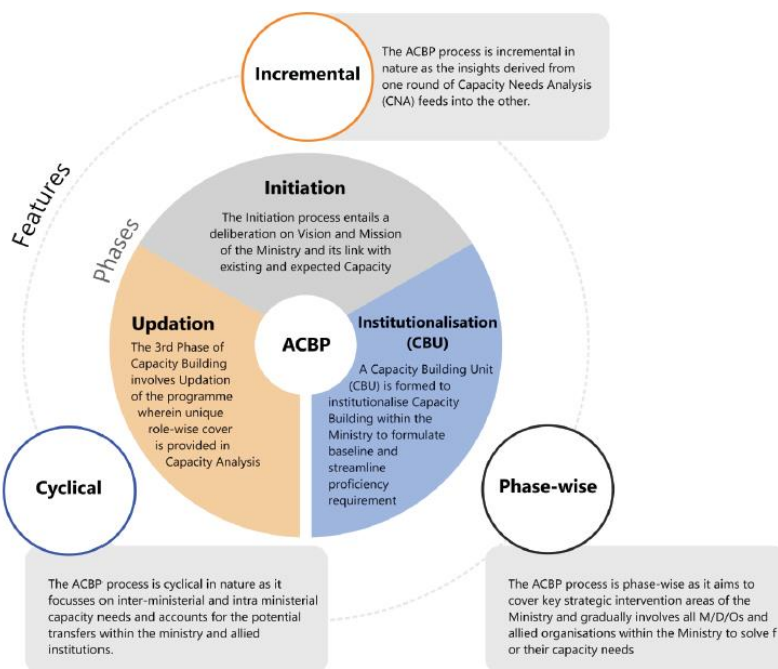 Incremental
The ACBP process is incremental in
nature as the insights derived from
one round of Capacity Needs Analysis
(CNA) feeds into the other.
Features
Phases
Initiation
The Initiation process entails a
deliberation on Vision and Mission
of the Ministry and its link with
existing and expected Capacity
Updation
The 3rd Phase of
Capacity Building
involves Updation
of the programme
wherein unique
role-wise cover
is provided in
Capacity Analysis
ACBP
Institutionalisation
(CBU)
A Capacity Building Unit
(CBU) is formed to
institutionalise Capacity
Building within the
Ministry to formulate
baseline and
streamline
proficiency
requirement
Cyclical
The ACBP process is cyclical in nature as it
focusses on inter-ministerial and intra ministerial
capacity needs and accounts for the potential
transfers within the ministry and allied
institutions.
Phase-wise
The ACBP process is phase-wise as it aims to
cover key strategic intervention areas of the
Ministry and gradually involves all M/D/Os and
allied organisations within the Ministry to solve f
or their capacity needs